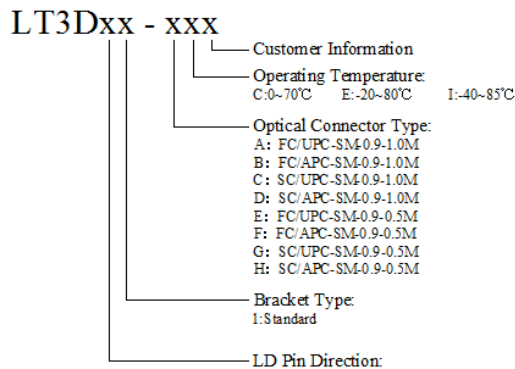 LT3Dxx - xxx
Customer Information
Operating Temperature:
C:0~70℃ E:-20~80℃ I:-40~85℃
Optical Connector Type:
A: FC/UPC-SM-0.9-1.0M
B: FC/APC-SM-0.9-1.0M
C: SC/UPC-SM-0.9-1.0M
D: SC/APC-SM-0.9-1.0M
E: FC/UPC-SM-0.9-0.5M
F: FC/APC-SM-0.9-0.5M
G: SC/UPC-SM-0.9-0.5M
H: SC/APC-SM-0.9-0.5M
Bracket Type:
1:Standard
LD Pin Direction: